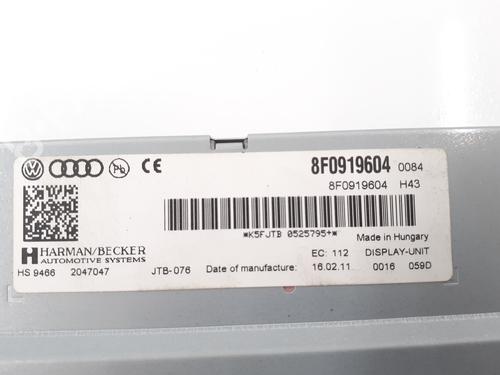 Pb CE 8F0919604 0084
8F0919604 H43
*K5FJTB 0525795+* Made in Hungary
HARMAN/BECKER
AUTOMOTIVE SYSTEMS EC: 112 DISPLAY-UNIT
HS 9466 2047047 JTB-076 Date of manufacture: 16.02.11 0016 059D